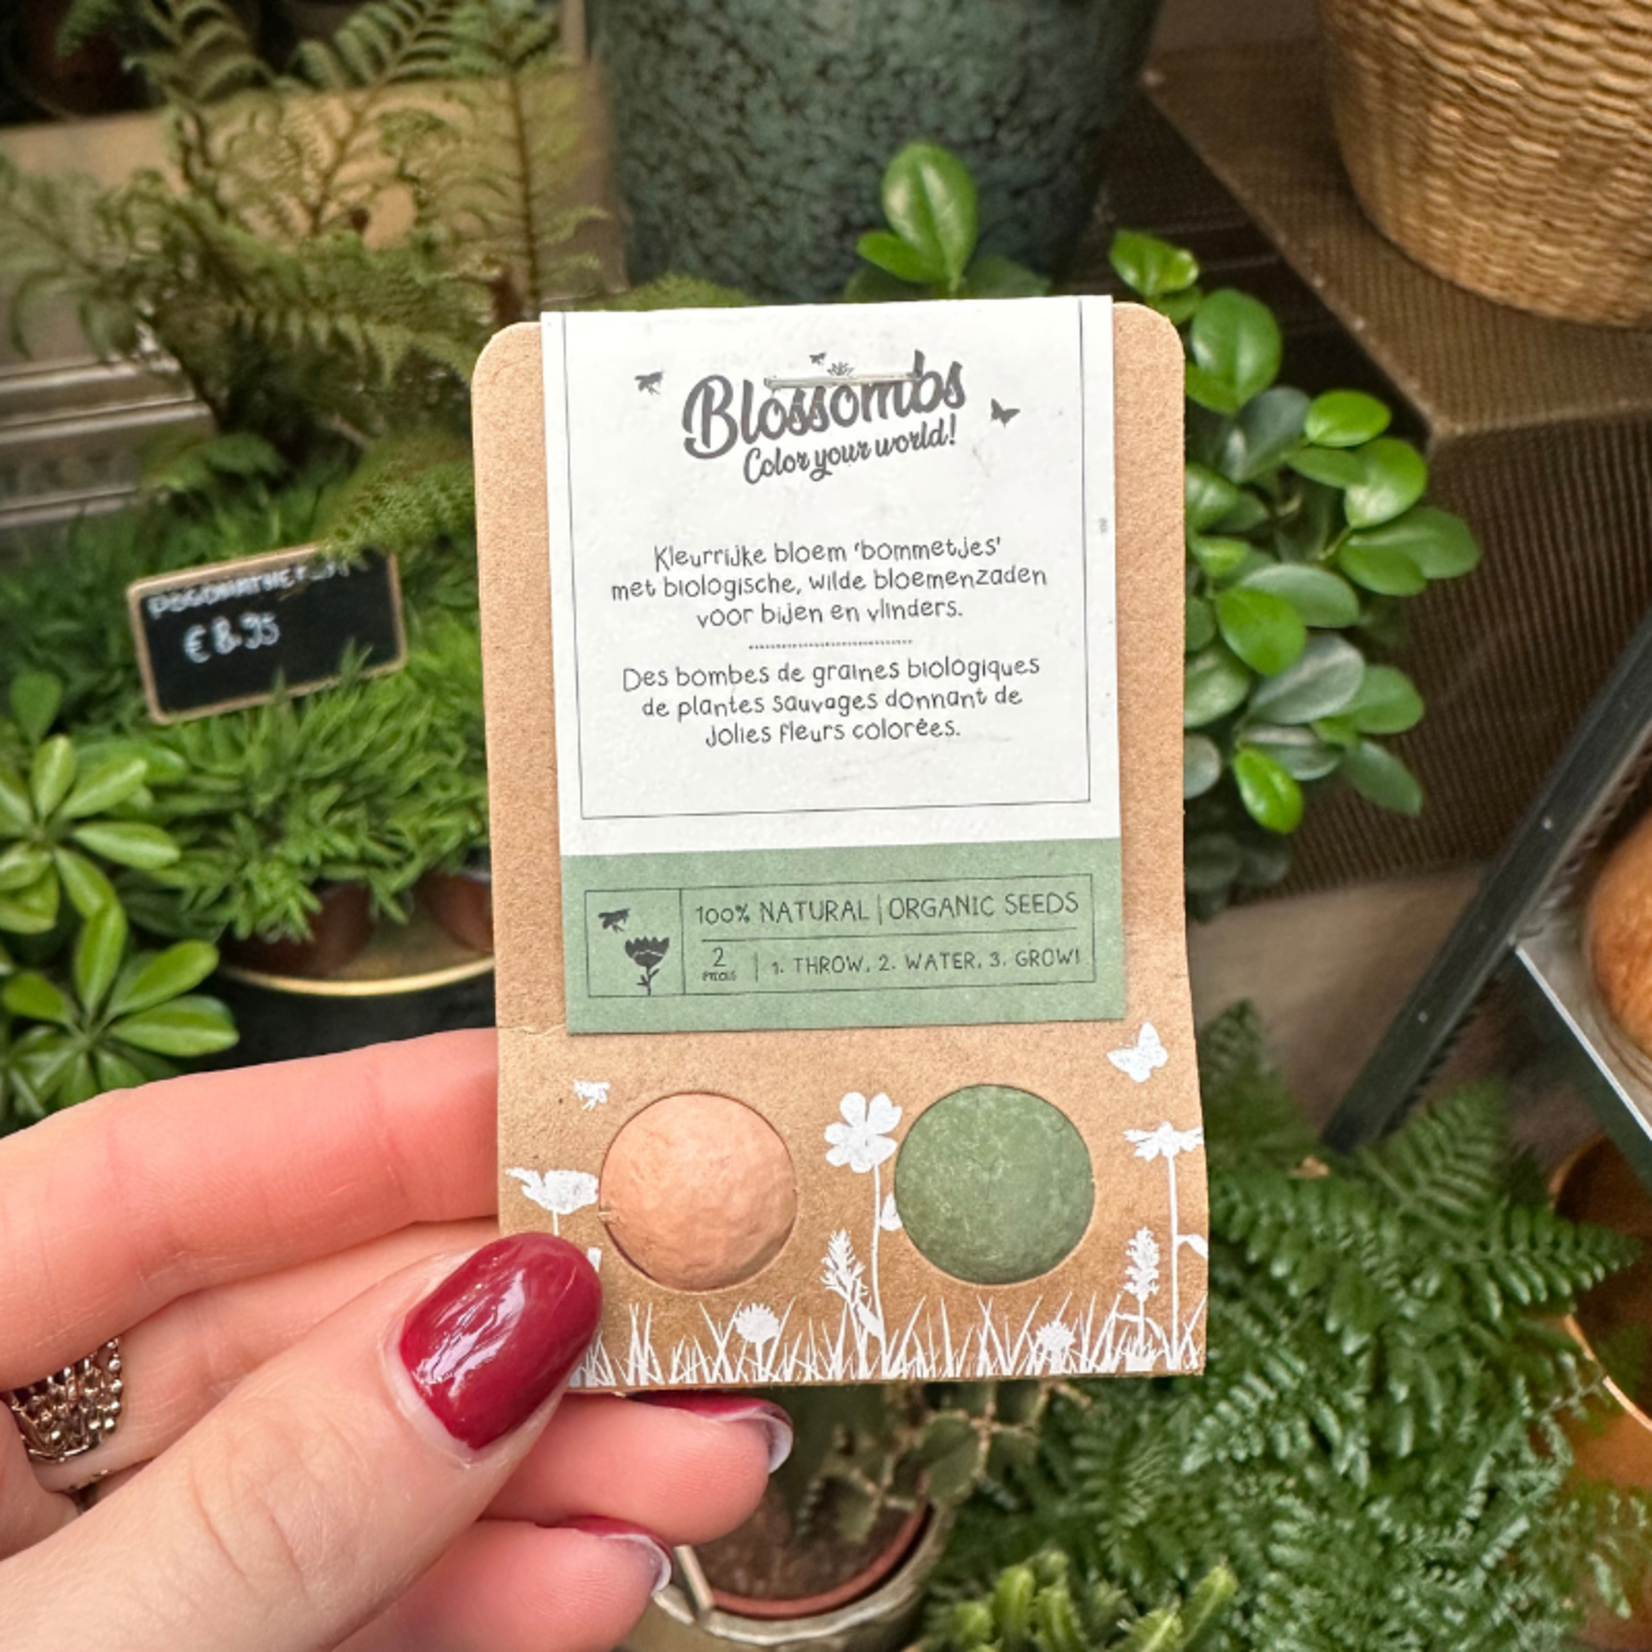 Blossombs
Color your world!
Kleurrijke bloem 'bommetjes'
met biologische, wilde bloemenzaden
voor bijen en vlinders.
Des bombes de graines biologiques
de plantes sauvages donnant de
jolies fleurs colorées.
100% NATURAL | ORGANIC SEEDS
2 | 1. THROW, 2. WATER, 3. GROW!
€ 8.95